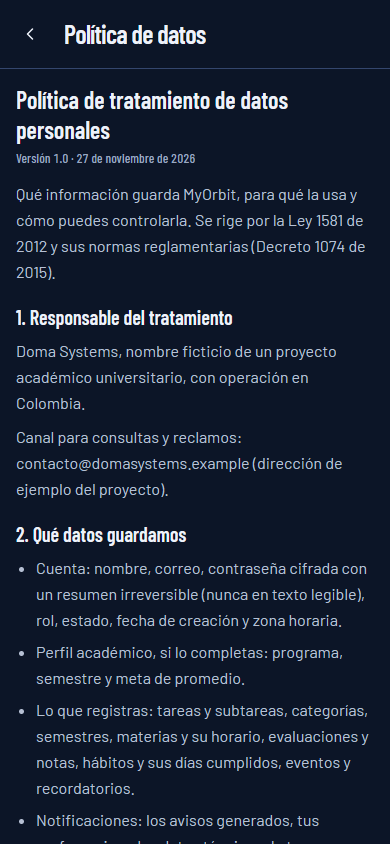 Política de datos
Política de tratamiento de datos
personales
Versión 1.0 · 27 de noviembre de 2026
Qué información guarda MyOrbit, para qué la usa y
cómo puedes controlarla. Se rige por la Ley 1581 de
2012 y sus normas reglamentarias (Decreto 1074 de
2015).
1. Responsable del tratamiento
Doma Systems, nombre ficticio de un proyecto
académico universitario, con operación en
Colombia.
Canal para consultas y reclamos:
contacto@domasystems.example (dirección de
ejemplo del proyecto).
2. Qué datos guardamos
• Cuenta: nombre, correo, contraseña cifrada con
un resumen irreversible (nunca en texto legible),
rol, estado, fecha de creación y zona horaria.
• Perfil académico, si lo completas: programa,
semestre y meta de promedio.
• Lo que registras: tareas y subtareas, categorías,
semestres, materias y su horario, evaluaciones y
notas, hábitos y sus días cumplidos, eventos y
recordatorios.
• Notificaciones: los avisos generados, tus